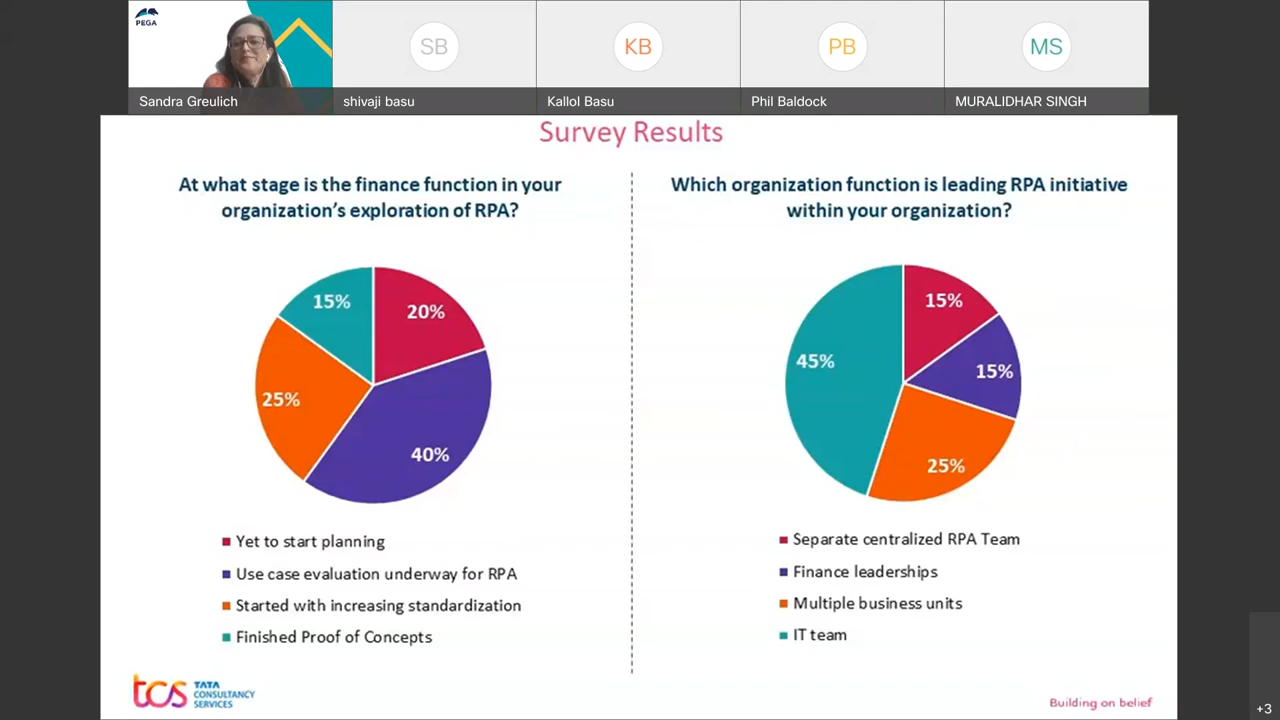 PEGA
SB
KB
PB
MS
Sandra Greulich
shivaji basu
Kallol Basu
Phil Baldock
MURALIDHAR SINGH
Survey Results
At what stage is the finance function in your
organization's exploration of RPA?
15%
20%
25%
40%
Yet to start planning
Use case evaluation underway for RPA
Started with increasing standardization
Finished Proof of Concepts
Which organization function is leading RPA initiative
within your organization?
15%
45%
15%
25%
Separate centralized RPA Team
Finance leaderships
Multiple business units
IT team
tcs
TATA
CONSULTANCY
SERVICES
Building on belief
+3